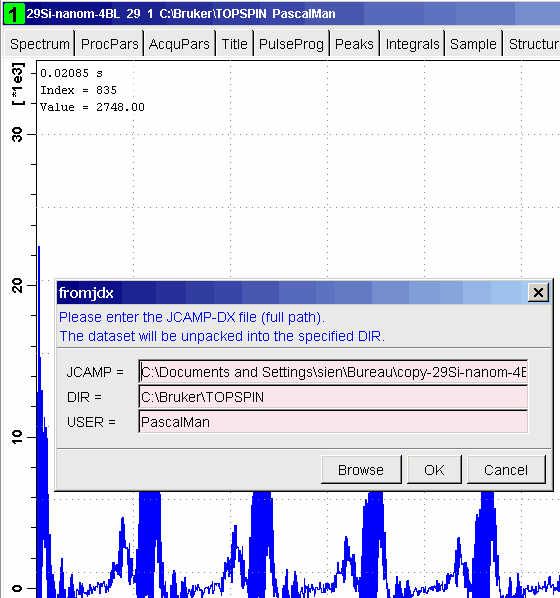 1 29Si-nanom-4BL 29 1 C:\Bruker\TOPSPIN PascalMan
Spectrum ProcPars AcquPars Title PulseProg Peaks Integrals Sample Structur
[*1e3]
0.02085 s
Index = 835
Value = 2748.00
30
20
fromjdx
Please enter the JCAMP-DX file (full path).
The dataset will be unpacked into the specified DIR.
JCAMP = C:\Documents and Settings\sien\Bureau\copy-29Si-nanom-4B
DIR = C:\Bruker\TOPSPIN
USER = PascalMan
10
Browse OK Cancel
0